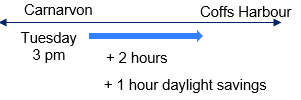 Carnarvon Coffs Harbour
Tuesday
3 pm
+ 2 hours
+ 1 hour daylight savings